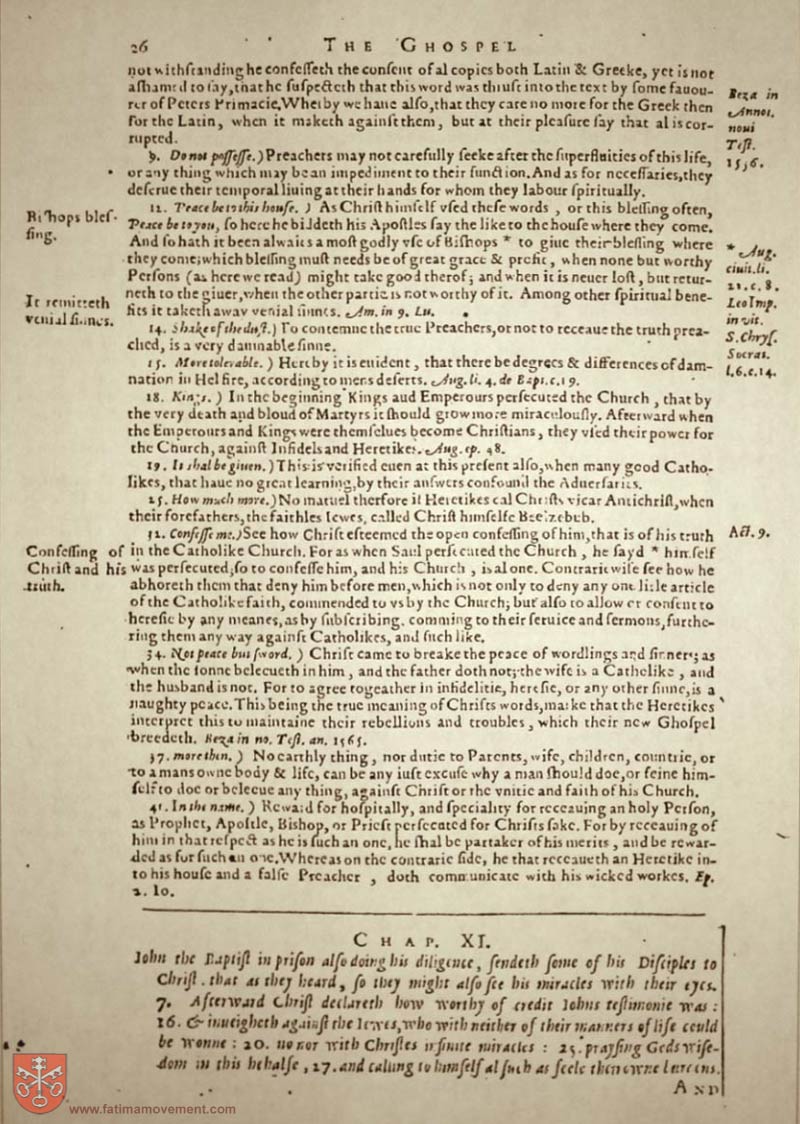 26 THE GHOSPEL
notwithſtanding he confeſſeth the conſent of al copies both Latin & Greeke, yet is not
aſhamed to ſay, that he ſuſpecteth that this word was thruſt into the text by ſome fauou-
rer of Peters Primacie. Wherby we haue alſo, that they care no more for the Greek then
for the Latin, when it maketh againſt them, but at their pleaſure ſay that al is cor-
rupted.
Beza in
Annot.
noui
Teſt.
1556.
9. Do not poſſeſſe.) Preachers may not carefully ſeeke after the ſuperfluities of this life,
or any thing which may be an impediment to their function. And as for neceſſaries, they
deſerue their temporal liuing at their hands for whom they labour ſpiritually.
Biſhops bleſ-
ſing.
12. Peace be to this houſe. ) As Chriſt himſelf vſed theſe words, or this bleſſing often,
Peace be to you, ſo here he biddeth his Apoſtles ſay the like to the houſe where they come.
And ſo hath it been alwaies a moſt godly vſe of Biſhops * to giue their bleſſing where
they come; which bleſſing muſt needs be of great grace & profit, when none but worthy
Perſons (as here we read) might take good therof; and when it is neuer loſt, but retur-
neth to the giuer, when the other partie is not worthy of it. Among other ſpiritual bene-
fits it taketh away venial ſinnes. Am. in 9. Lu.
* Aug.
ciuit. li.
22. c. 8.
Leo Imp.
in vit.
S. Chryſ.
Socrat.
l. 6. c. 14.
It remitteth
venial ſinnes.
14. Shake of the duſt.) To contemne the true Preachers, or not to receaue the truth prea-
ched, is a very damnable ſinne.
15. More tolerable. ) Hereby it is euident, that there be degrees & differences of dam-
nation in Hel fire, according to mens deſerts. Aug. li. 4. de Bapt. c. 19.
18. Kings. ) In the beginning Kings aud Emperours perſecuted the Church, that by
the very death and bloud of Martyrs it ſhould grow more miraculouſly. Afterward when
the Emperours and Kings were themſelues become Chriſtians, they vſed their power for
the Church, againſt Infidels and Heretikes. Aug. ep. 48.
19. It ſhal be giuen.) This is verified euen at this preſent alſo, when many good Catho-
likes, that haue no great learning, by their anſwers confound the Aduerſaries.
25. How much more.) No maruel therfore if Heretikes cal Chriſts vicar Antichriſt, when
their forefathers, the faithles Iewes, called Chriſt himſelfe Beelzebub.
32. Confeſſe me.) See how Chriſt eſteemed the open confeſſing of him, that is of his truth
in the Catholike Church. For as when Saul perſecuted the Church, he ſayd * himſelf
was perſecuted, ſo to confeſſe him, and his Church, is al one. Contrariewiſe ſee how he
abhoreth them that deny him before men, which is not only to deny any one litle article
of the Catholike faith, commended to vs by the Church; but alſo to allow or conſent to
hereſie by any meanes, as by ſubſcribing, comming to their ſeruice and ſermons, furthe-
ring them any way againſt Catholikes, and ſuch like.
Act. 9.
Confeſſing of
Chriſt and his
truth.
34. Not peace but ſword. ) Chriſt came to breake the peace of wordlings and ſinners; as
when the ſonne beleeueth in him, and the father doth not; the wife is a Catholike, and
the husband is not. For to agree togeather in infidelitie, hereſie, or any other ſinne, is a
naughty peace. This being the true meaning of Chriſts words, marke that the Heretikes
interpret this to maintaine their rebellions and troubles, which their new Ghoſpel
breedeth. Beza in no. Teſt. an. 1565.
37. more then. ) No earthly thing, nor dutie to Parents, wife, children, countrie, or
to a mans owne body & life, can be any iuſt excuſe why a man ſhould doe, or feine him-
ſelf to doe or beleeue any thing, againſt Chriſt or the vnitie and faith of his Church.
41. In the name. ) Reward for hoſpitally, and ſpecially for receauing an holy Perſon,
as Prophet, Apoſtle, Biſhop, or Prieſt perſecuted for Chriſts ſake. For by receauing of
him in that reſpect as he is ſuch an one, he ſhal be partaker of his merits, and be rewar-
ded as for ſuch an one. Whereas on the contrarie ſide, he that receaueth an Heretike in-
to his houſe and a falſe Preacher, doth communicate with his wicked workes. Ep.
2. Io.
CHAP. XI.
Iohn the Baptiſt in priſon alſo doing his diligence, ſendeth ſome of his Diſciples to
Chriſt, that as they heard, ſo they might alſo ſee his miracles with their eyes.
7. Afterward Chriſt declareth how worthy of credit Iohns teſtimonie was:
16. & inueigheth againſt the Iewes, who with neither of their manners of life could
be wonne: 20. no nor with Chriſtes infinite miracles: 25. prayſing Gods wiſe-
dom in this behalfe, 27. and calling to himſelf al ſuch as feele their owne burdens.
AND
www.fatimamovement.com